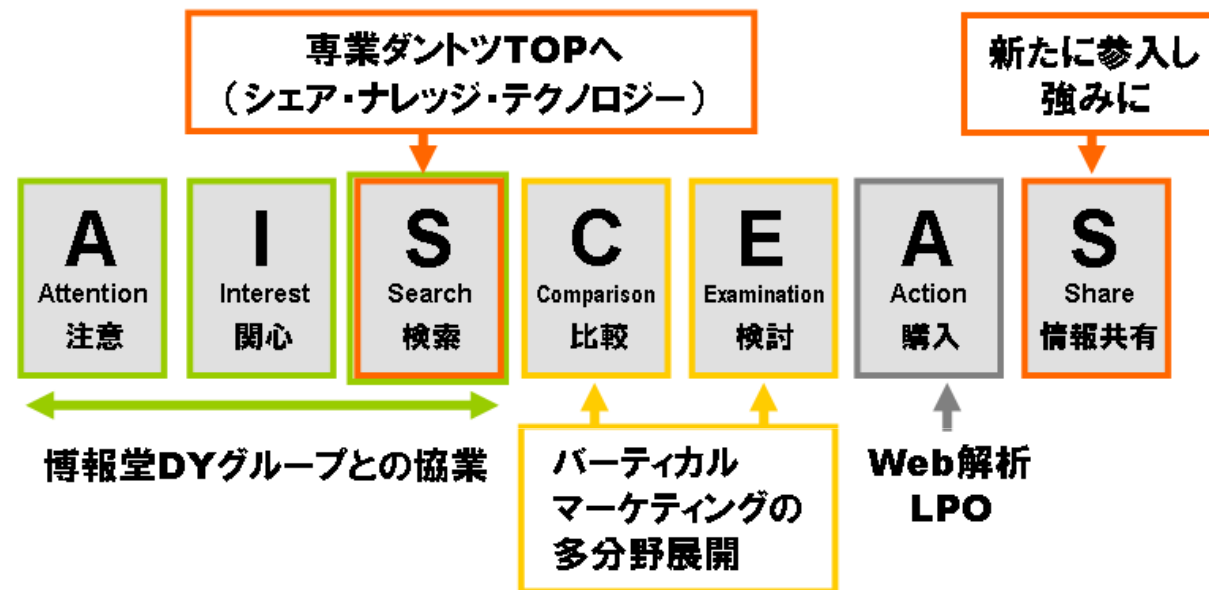 専業ダントツTOPへ
（シェア・ナレッジ・テクノロジー）
新たに参入し
強みに
A
Attention
注意
I
Interest
関心
S
Search
検索
C
Comparison
比較
E
Examination
検討
A
Action
購入
S
Share
情報共有
博報堂DYグループとの協業
バーティカル
マーケティングの
多分野展開
Web解析
LPO